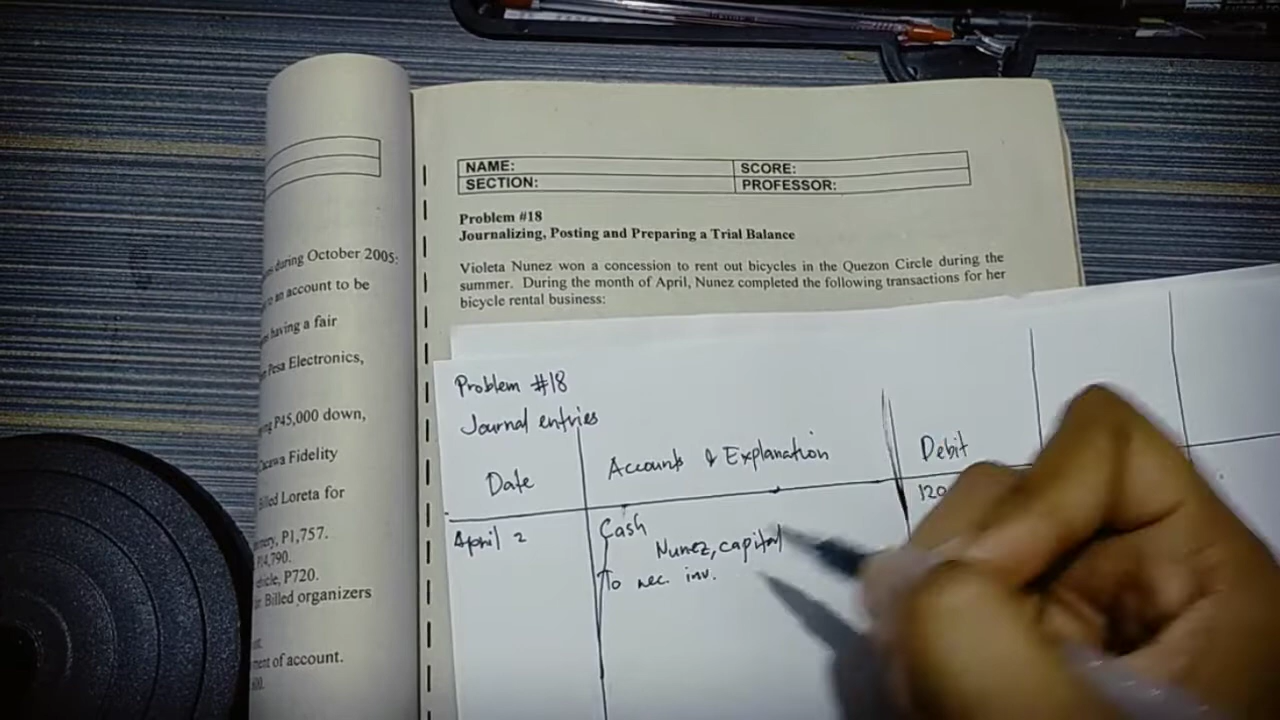 NAME:
SCORE:
SECTION:
PROFESSOR:
Problem #18
Journalizing, Posting and Preparing a Trial Balance
Violeta Nunez won a concession to rent out bicycles in the Quezon Circle during the
summer. During the month of April, Nunez completed the following transactions for her
bicycle rental business:
during October 2005:
an account to be
having a fair
Pesa Electronics,
P45,000 down,
Fidelity
Billed Loreta for
P1,757.
P720.
Billed organizers
of account.
Problem #18
Journal entries
Date
Accounts & Explanation
Debit
April 2
Cash
120
Nunez, capital
To rec. inv.